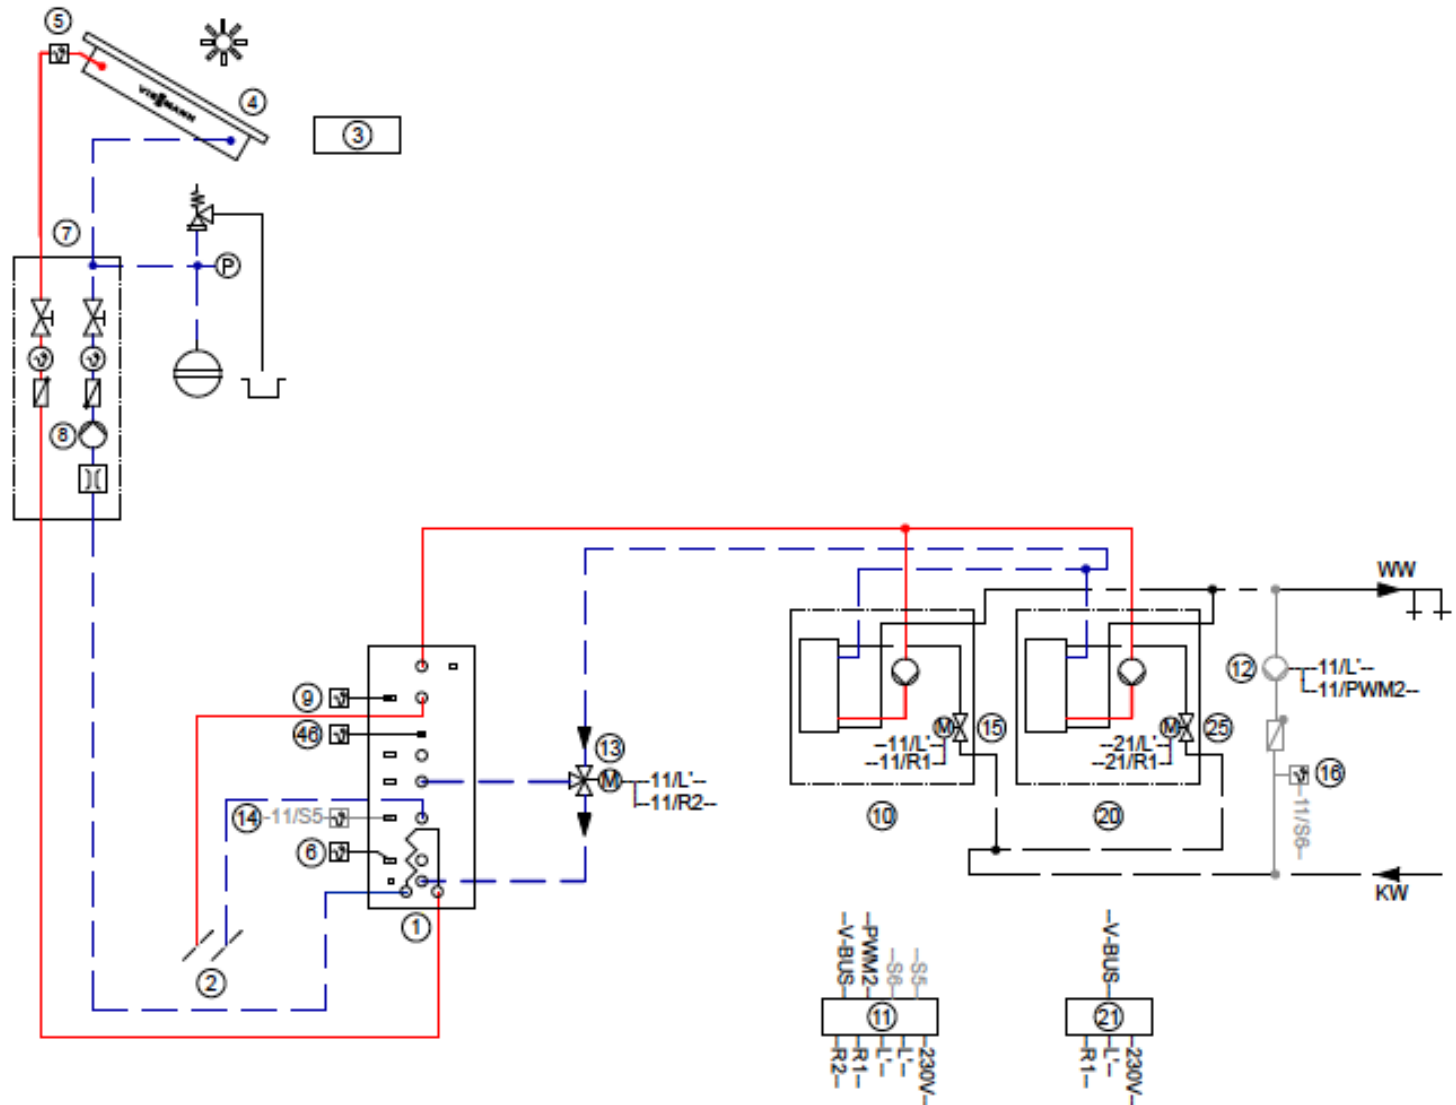 5
VIESMANN
4
3
7
P
8
WW
9
12
--11/L'--
--11/PWM2--
46
13
M
--11/L'--
--11/R2--
M
15
--11/L'--
--11/R1--
M
25
--21/L'--
--21/R1--
16
--11/S6--
14
--11/S5--
6
10
20
KW
1
2
--V-BUS--
--PWM2--
--S6--
--S5--
11
--R2--
--R1--
--L'--
--L'--
--230V--
--V-BUS--
21
--R1--
--L'--
--230V--